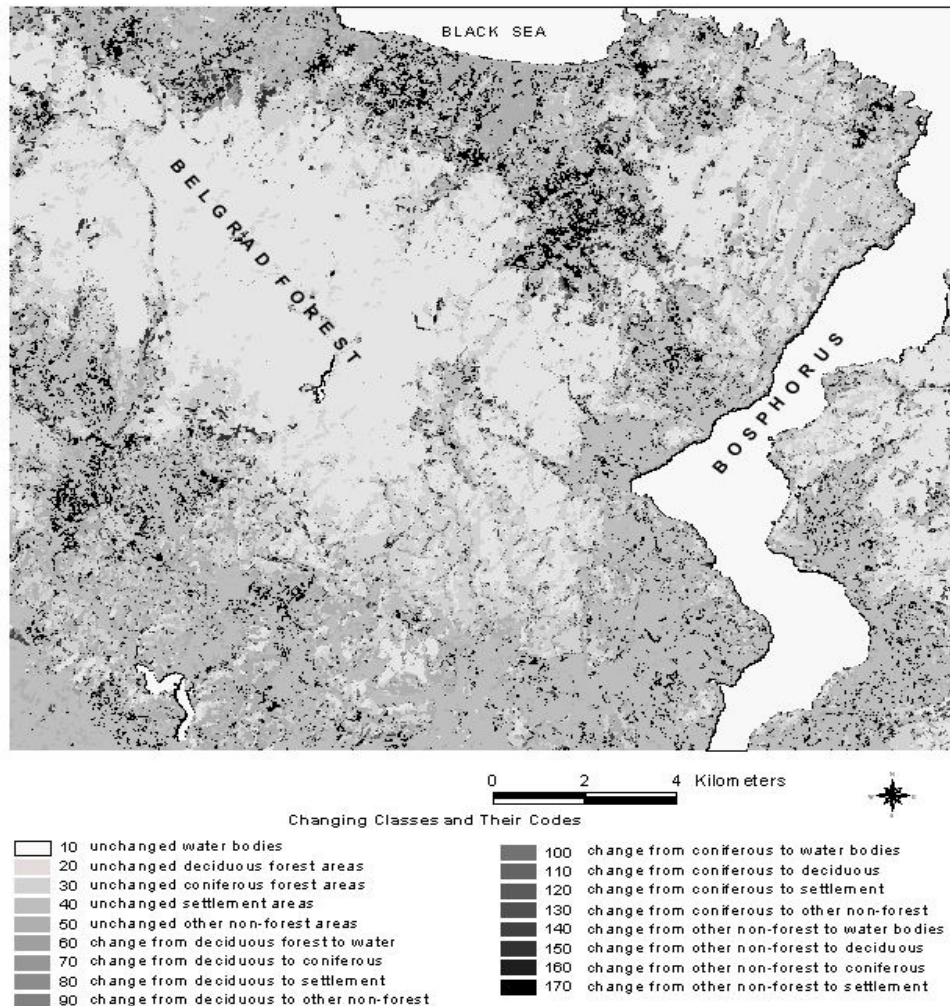 BLACK SEA
BELGRAD FOREST
BOSPHORUS
0 2 4 Kilometers
Changing Classes and Their Codes
10 unchanged water bodies
20 unchanged deciduous forest areas
30 unchanged coniferous forest areas
40 unchanged settlement areas
50 unchanged other non-forest areas
60 change from deciduous forest to water
70 change from deciduous to coniferous
80 change from deciduous to settlement
90 change from deciduous to other non-forest
100 change from coniferous to water bodies
110 change from coniferous to deciduous
120 change from coniferous to settlement
130 change from coniferous to other non-forest
140 change from other non-forest to water bodies
150 change from other non-forest to deciduous
160 change from other non-forest to coniferous
170 change from other non-forest to settlement